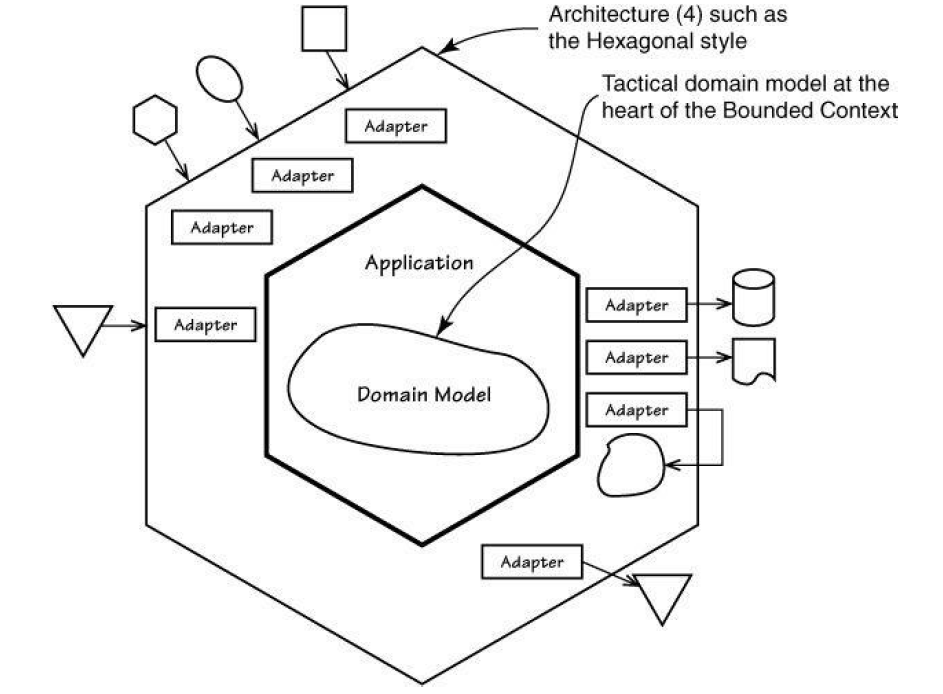 Architecture (4) such as
the Hexagonal style
Tactical domain model at the
heart of the Bounded Context
Adapter
Adapter
Adapter
Application
Adapter
Adapter
Adapter
Domain Model
Adapter
Adapter